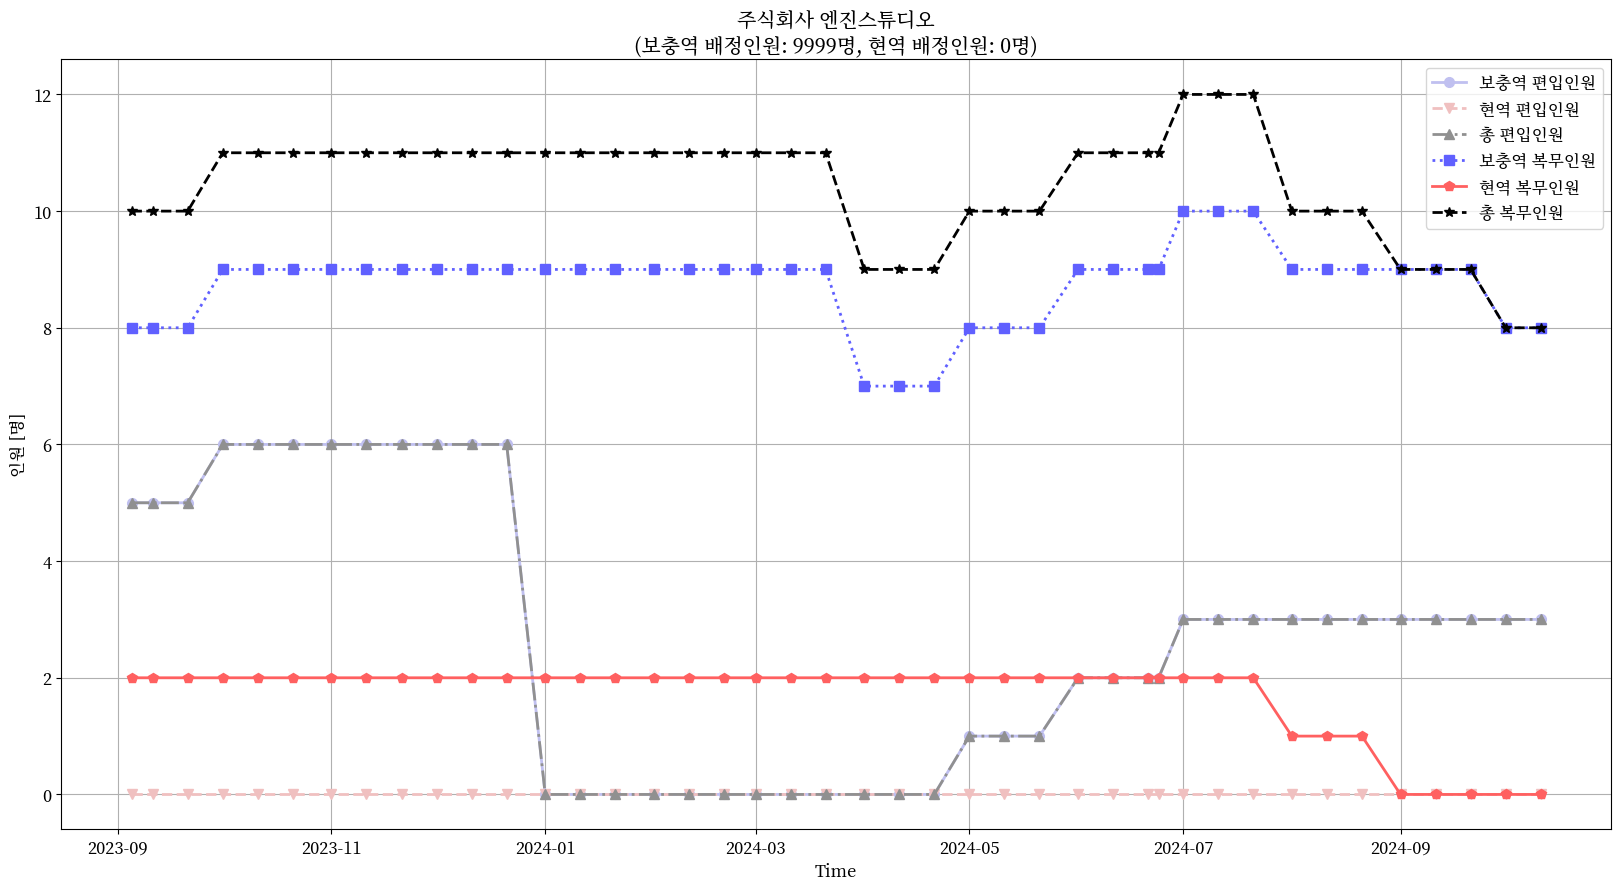 주식회사 엔진스튜디오
(보충역 배정인원: 9999명, 현역 배정인원: 0명)
보충역 편입인원
현역 편입인원
총 편입인원
보충역 복무인원
현역 복무인원
총 복무인원
인원 [명]
12
10
8
6
4
2
0
2023-09
2023-11
2024-01
2024-03
2024-05
2024-07
2024-09
Time